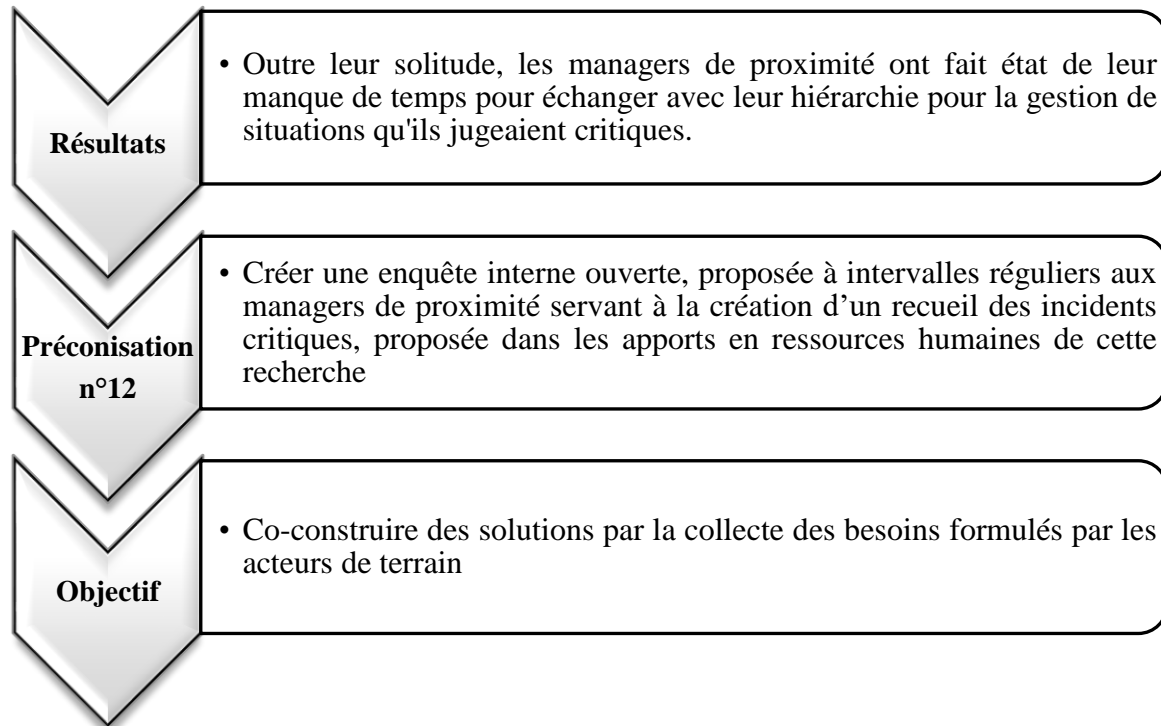 Résultats
• Outre leur solitude, les managers de proximité ont fait état de leur
manque de temps pour échanger avec leur hiérarchie pour la gestion de
situations qu'ils jugeaient critiques.
Préconisation
n°12
• Créer une enquête interne ouverte, proposée à intervalles réguliers aux
managers de proximité servant à la création d’un recueil des incidents
critiques, proposée dans les apports en ressources humaines de cette
recherche
Objectif
• Co-construire des solutions par la collecte des besoins formulés par les
acteurs de terrain